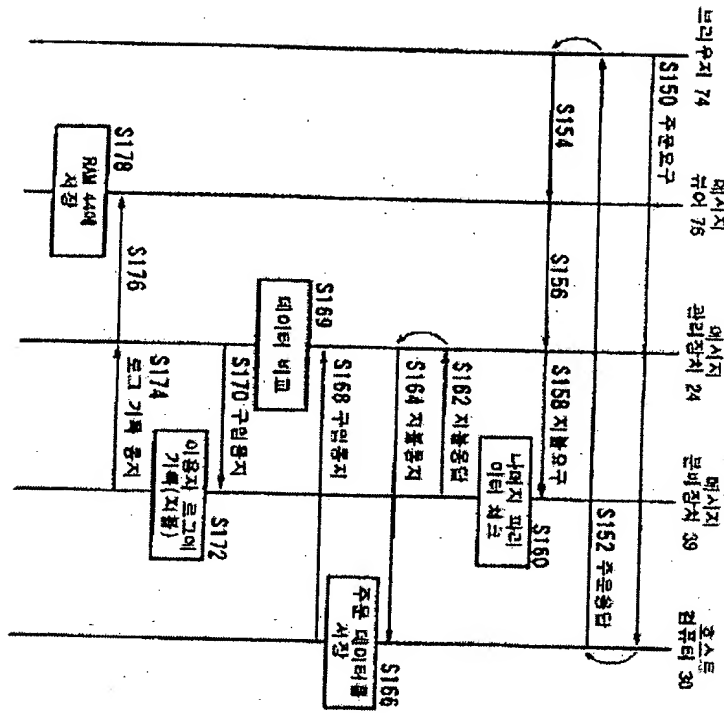 브라우저 74
메시지
뷰어 76
메시지
관리장치 24
메시지
분배장치 39
호스트
컴퓨터 30
S150 주문요구
S152 주문응답
S154
S156
S158 지불요구
S160
나머지 파라
미터 체크
S162 지불응답
S164 지불통지
S166
주문 데이터를
저장
S168 구입통지
S169
데이터 비교
S170 구입통지
S172
이용자 로그에
기록(지불)
S174
로그 기록 통지
S176
S178
RAM 44에
저장